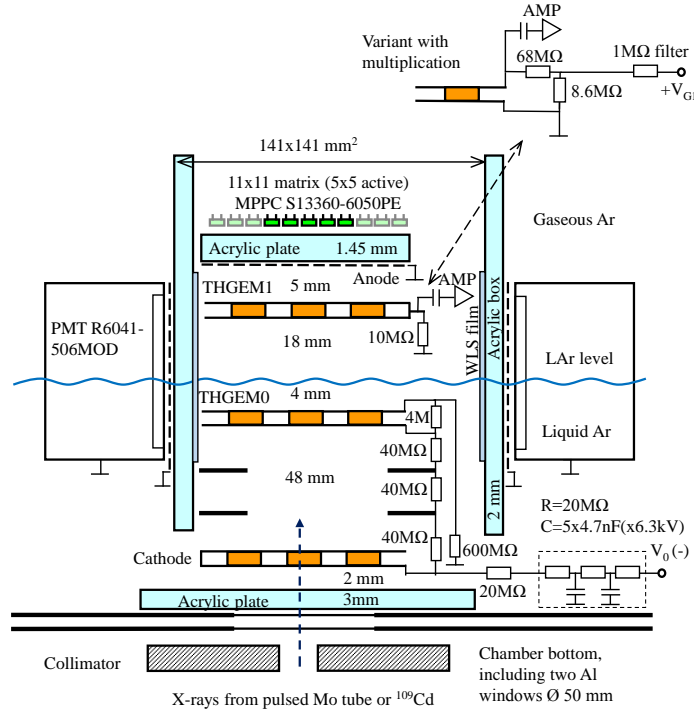 AMP
Variant with
multiplication
68MΩ
1MΩ filter
8.6MΩ
141x141 mm²
11x11 matrix (5x5 active)
MPPC S13360-6050PE
Gaseous Ar
Acrylic plate 1.45 mm
Anode
THGEM1
5 mm
AMP
PMT R6041-
506MOD
18 mm
10MΩ
WLS film
Acrylic box
LAr level
4 mm
THGEM0
4M
Liquid Ar
40MΩ
48 mm
40MΩ
2 mm
R=20MΩ
C=5x4.7nF(x6.3kV)
40MΩ
600MΩ
V₀ (-)
Cathode
2 mm
20MΩ
Acrylic plate 3mm
Collimator
Chamber bottom,
including two Al
windows Ø 50 mm
X-rays from pulsed Mo tube or ¹⁰⁹Cd